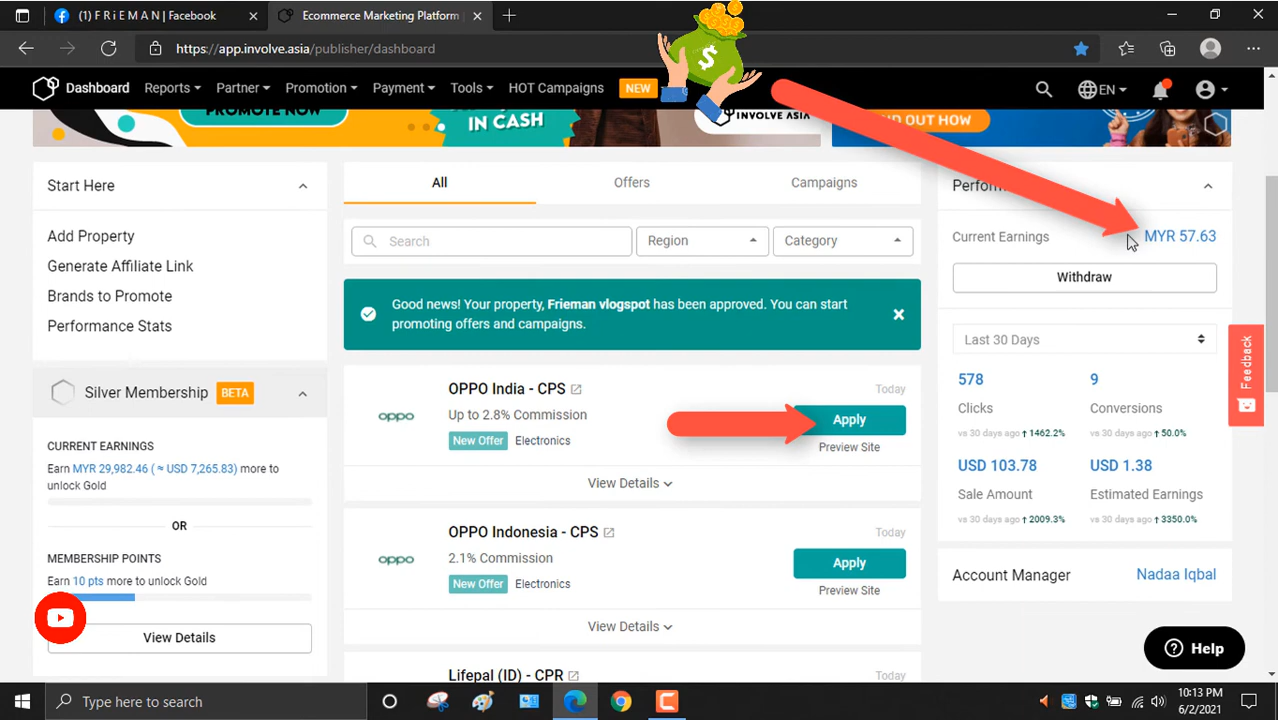 (1) F R i E M A N | Facebook
Ecommerce Marketing Platform
https://app.involve.asia/publisher/dashboard
$
Dashboard
Reports
Partner
Promotion
Payment
Tools
HOT Campaigns
NEW
EN
PROMOTE NOW
IN CASH
INVOLVE ASIA
FIND OUT HOW
Start Here
Add Property
Generate Affiliate Link
Brands to Promote
Performance Stats
Silver Membership BETA
CURRENT EARNINGS
Earn MYR 29,982.46 ( ≈ USD 7,265.83) more to
unlock Gold
OR
MEMBERSHIP POINTS
Earn 10 pts more to unlock Gold
View Details
All
Offers
Campaigns
Search
Region
Category
Good news! Your property, Frieman vlogspot has been approved. You can start
promoting offers and campaigns.
OPPO India - CPS
Today
oppo
Up to 2.8% Commission
Apply
New Offer Electronics
Preview Site
View Details
OPPO Indonesia - CPS
Today
oppo
2.1% Commission
Apply
New Offer Electronics
Preview Site
View Details
Lifepal (ID) - CPR
Today
Perform
Current Earnings
MYR 57.63
Withdraw
Last 30 Days
578
9
Clicks
Conversions
vs 30 days ago ↑ 1462.2%
vs 30 days ago ↑ 50.0%
USD 103.78
USD 1.38
Sale Amount
Estimated Earnings
vs 30 days ago ↑ 2009.3%
vs 30 days ago ↑ 3350.0%
Account Manager
Nadaa Iqbal
Feedback
Help
Type here to search
10:13 PM
6/2/2021